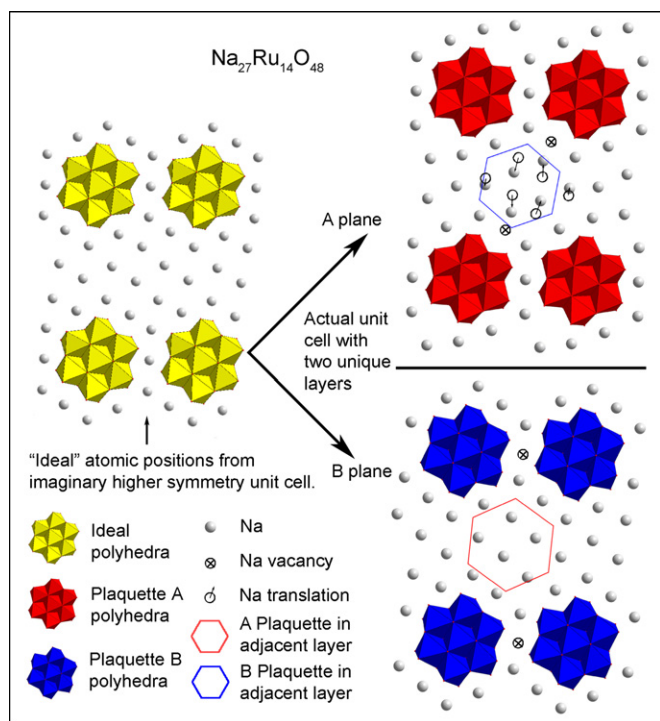 Na27Ru14O48
A plane
Actual unit
cell with
two unique
layers
B plane
“Ideal” atomic positions from
imaginary higher symmetry unit cell.
Ideal
polyhedra
Plaquette A
polyhedra
Plaquette B
polyhedra
Na
Na vacancy
Na translation
A Plaquette in
adjacent layer
B Plaquette in
adjacent layer